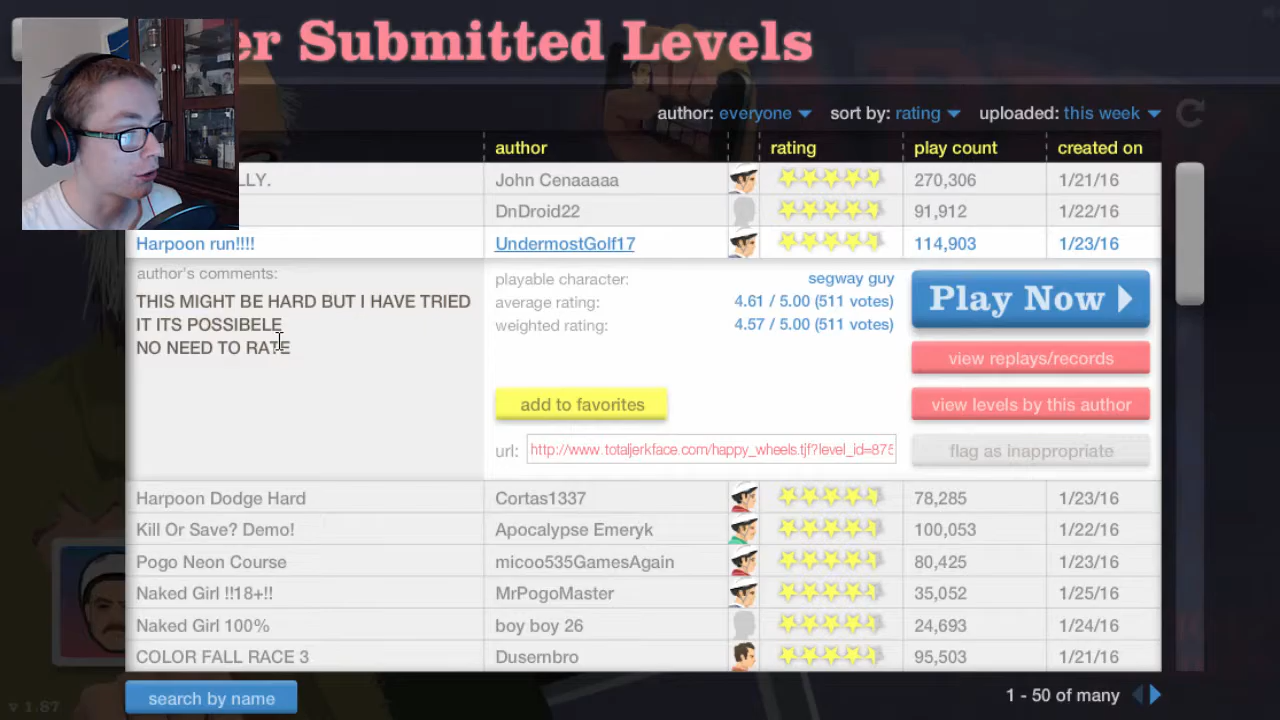 er Submitted Levels
author: everyone sort by: rating uploaded: this week
author rating play count created on
LLY. John Cenaaaaa 270,306 1/21/16
DnDroid22 91,912 1/22/16
Harpoon run!!!! UndermostGolf17 114,903 1/23/16
author's comments:
THIS MIGHT BE HARD BUT I HAVE TRIED
IT ITS POSSIBELE
NO NEED TO RATE
playable character: segway guy
average rating: 4.61 / 5.00 (511 votes)
weighted rating: 4.57 / 5.00 (511 votes)
add to favorites
url: http://www.totaljerkface.com/happy_wheels.tjf?level_id=875
Play Now
view replays/records
view levels by this author
flag as inappropriate
Harpoon Dodge Hard Cortas1337 78,285 1/23/16
Kill Or Save? Demo! Apocalypse Emeryk 100,053 1/22/16
Pogo Neon Course micoo535GamesAgain 80,425 1/23/16
Naked Girl !!18+!! MrPogoMaster 35,052 1/25/16
Naked Girl 100% boy boy 26 24,693 1/24/16
COLOR FALL RACE 3 Dusembro 95,503 1/21/16
search by name
1 - 50 of many
v 1.87